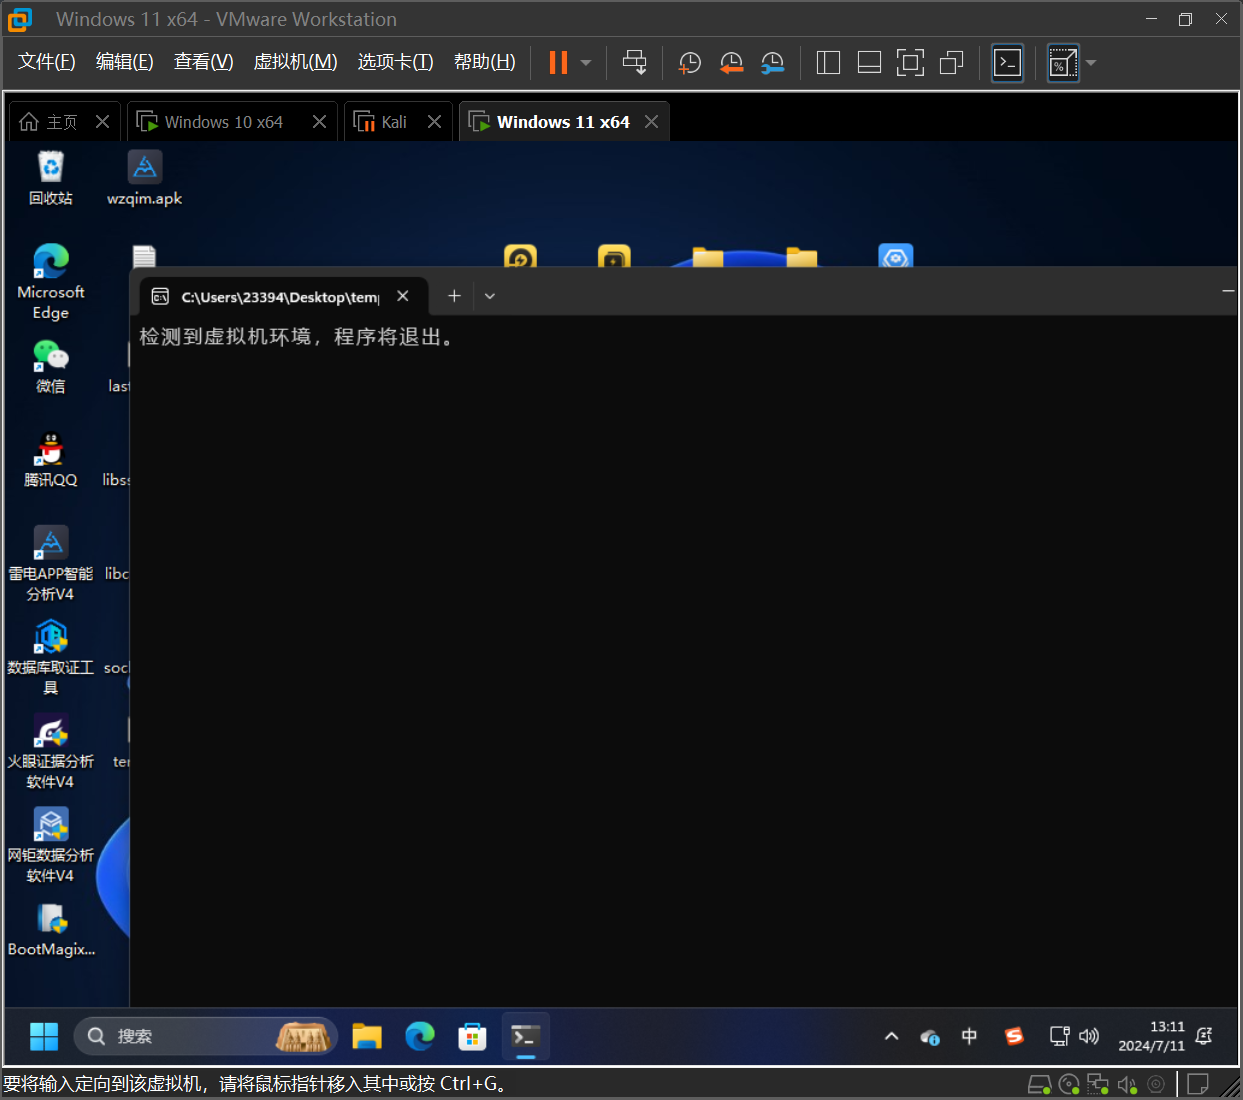 Windows 11 x64 - VMware Workstation
文件(F) 编辑(E) 查看(V) 虚拟机(M) 选项卡(T) 帮助(H)
主页 Windows 10 x64 Kali Windows 11 x64
回收站 wzqim.apk
Microsoft Edge
C:\Users\23394\Desktop\tem
检测到虚拟机环境，程序将退出。
微信 last
腾讯QQ libss
雷电APP智能 libc
分析V4
数据库取证工 socl
具
火眼证据分析 ter
软件V4
网钜数据分析
软件V4
BootMagix...
搜索
中
13:11
2024/7/11
要将输入定向到该虚拟机，请将鼠标指针移入其中或按 Ctrl+G。